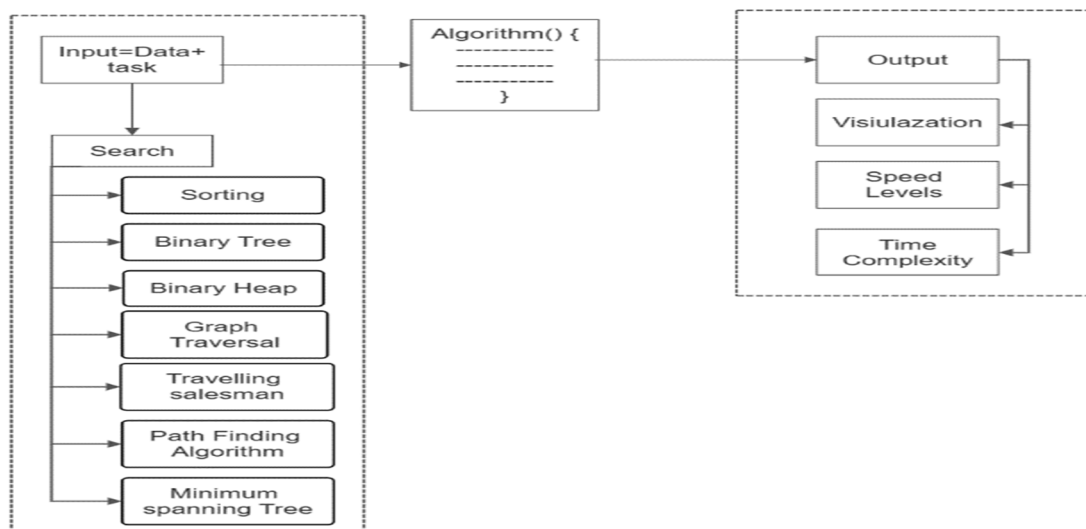 Input=Data+
task
Search
Sorting
Binary Tree
Binary Heap
Graph
Traversal
Travelling
salesman
Path Finding
Algorithm
Minimum
spanning Tree
Algorithm() {
-----------
-----------
-----------
}
Output
Visiulazation
Speed
Levels
Time
Complexity